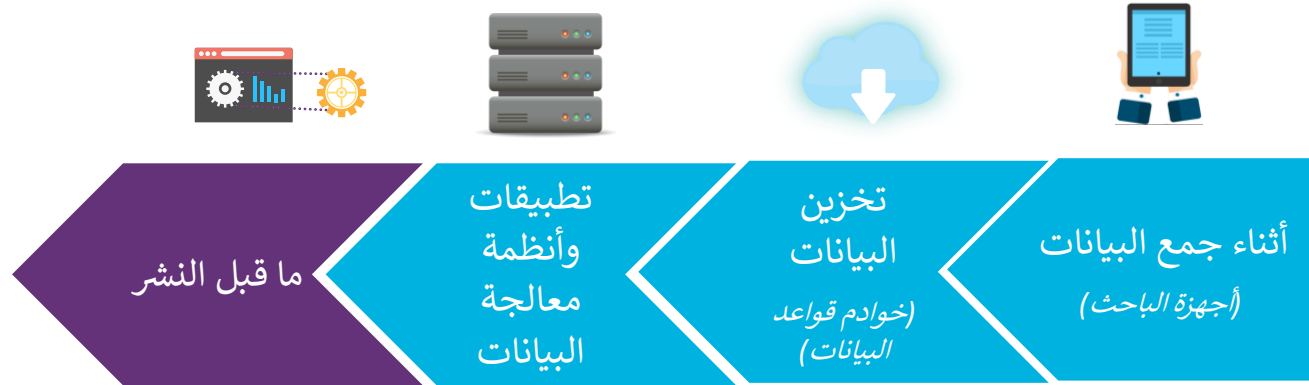 أثناء جمع البيانات
(أجهزة الباحث)
تخزين
البيانات
(خوادم قواعد
البيانات)
تطبيقات
وأنظمة
معالجة
البيانات
ما قبل النشر